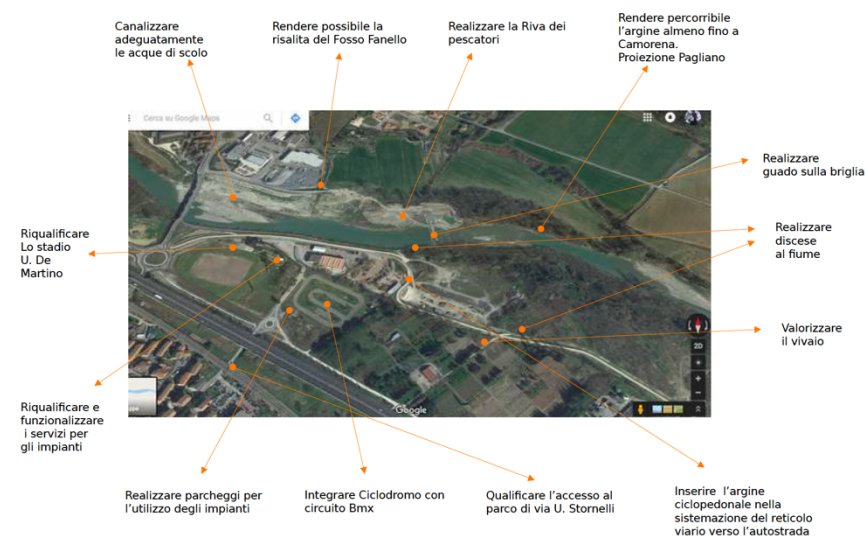 Canalizzare
adeguatamente
le acque di scolo
Rendere possibile la
risalita del Fosso Fanello
Realizzare la Riva dei
pescatori
Rendere percorribile
l'argine almeno fino a
Camorena.
Proiezione Pagliano
Cerca su Google Maps
Realizzare
guado sulla briglia
Riqualificare
Lo stadio
U. De
Martino
Realizzare
discese
al fiume
Valorizzare
il vivaio
2D
Google
Riqualificare e
funzionalizzare
i servizi per
gli impianti
Realizzare parcheggi per
l'utilizzo degli impianti
Integrare Ciclodromo con
circuito Bmx
Qualificare l'accesso al
parco di via U. Stornelli
Inserire l'argine
ciclopedonale nella
sistemazione del reticolo
viario verso l'autostrada